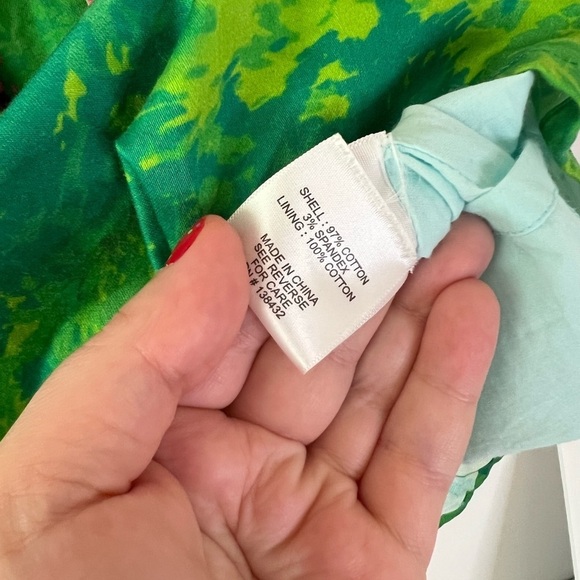 SHELL : 97% COTTON
3% SPANDEX
LINING : 100% COTTON
MADE IN CHINA
SEE REVERSE
FOR CARE
# 138432